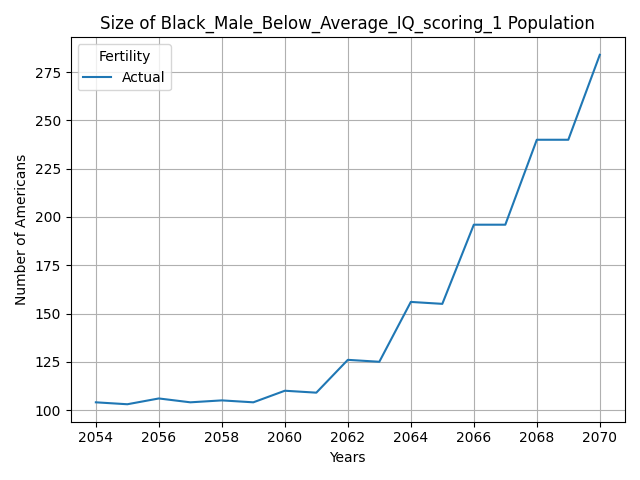 Size of Black_Male_Below_Average_IQ_scoring_1 Population
Fertility
Actual
Number of Americans
275
250
225
200
175
150
125
100
2054 2056 2058 2060 2062 2064 2066 2068 2070
Years